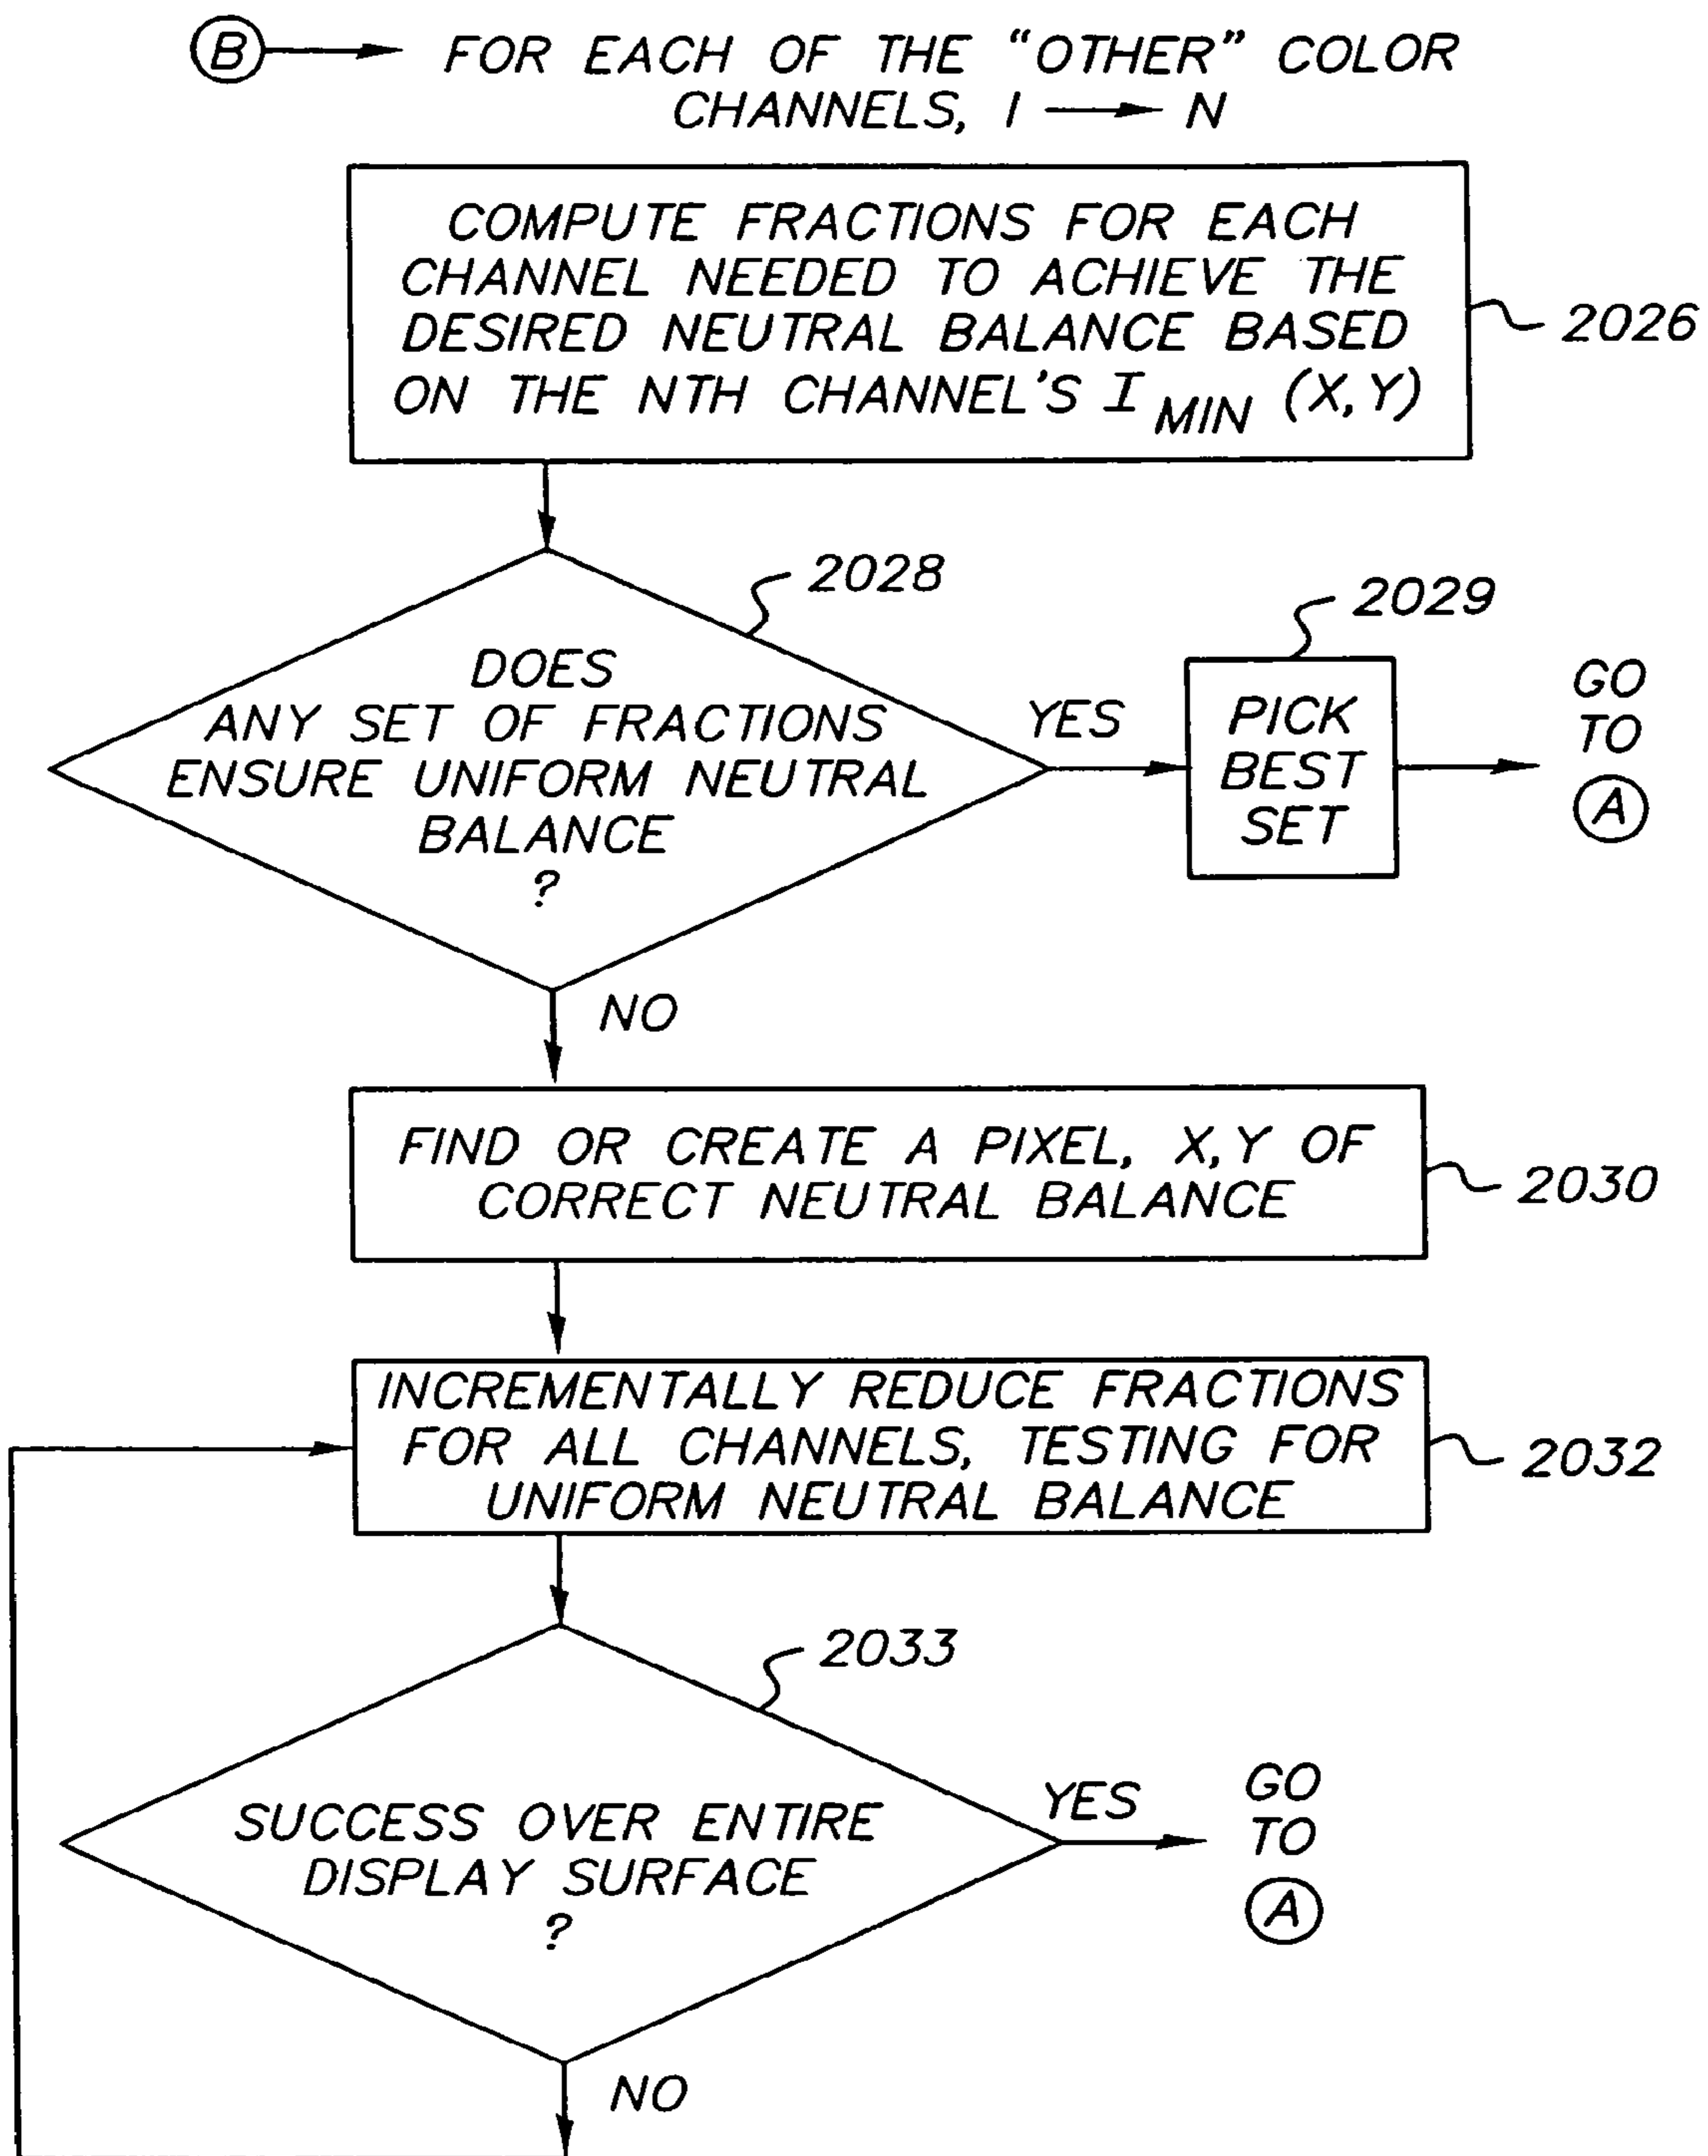 B FOR EACH OF THE “OTHER” COLOR
CHANNELS, I N
COMPUTE FRACTIONS FOR EACH
CHANNEL NEEDED TO ACHIEVE THE
DESIRED NEUTRAL BALANCE BASED
ON THE NTH CHANNEL'S I MIN (X,Y)
2026
2028
DOES
ANY SET OF FRACTIONS
ENSURE UNIFORM NEUTRAL
BALANCE
?
YES
2029
PICK
BEST
SET
GO
TO
A
NO
FIND OR CREATE A PIXEL, X,Y OF
CORRECT NEUTRAL BALANCE
2030
INCREMENTALLY REDUCE FRACTIONS
FOR ALL CHANNELS, TESTING FOR
UNIFORM NEUTRAL BALANCE
2032
2033
SUCCESS OVER ENTIRE
DISPLAY SURFACE
?
YES
GO
TO
A
NO